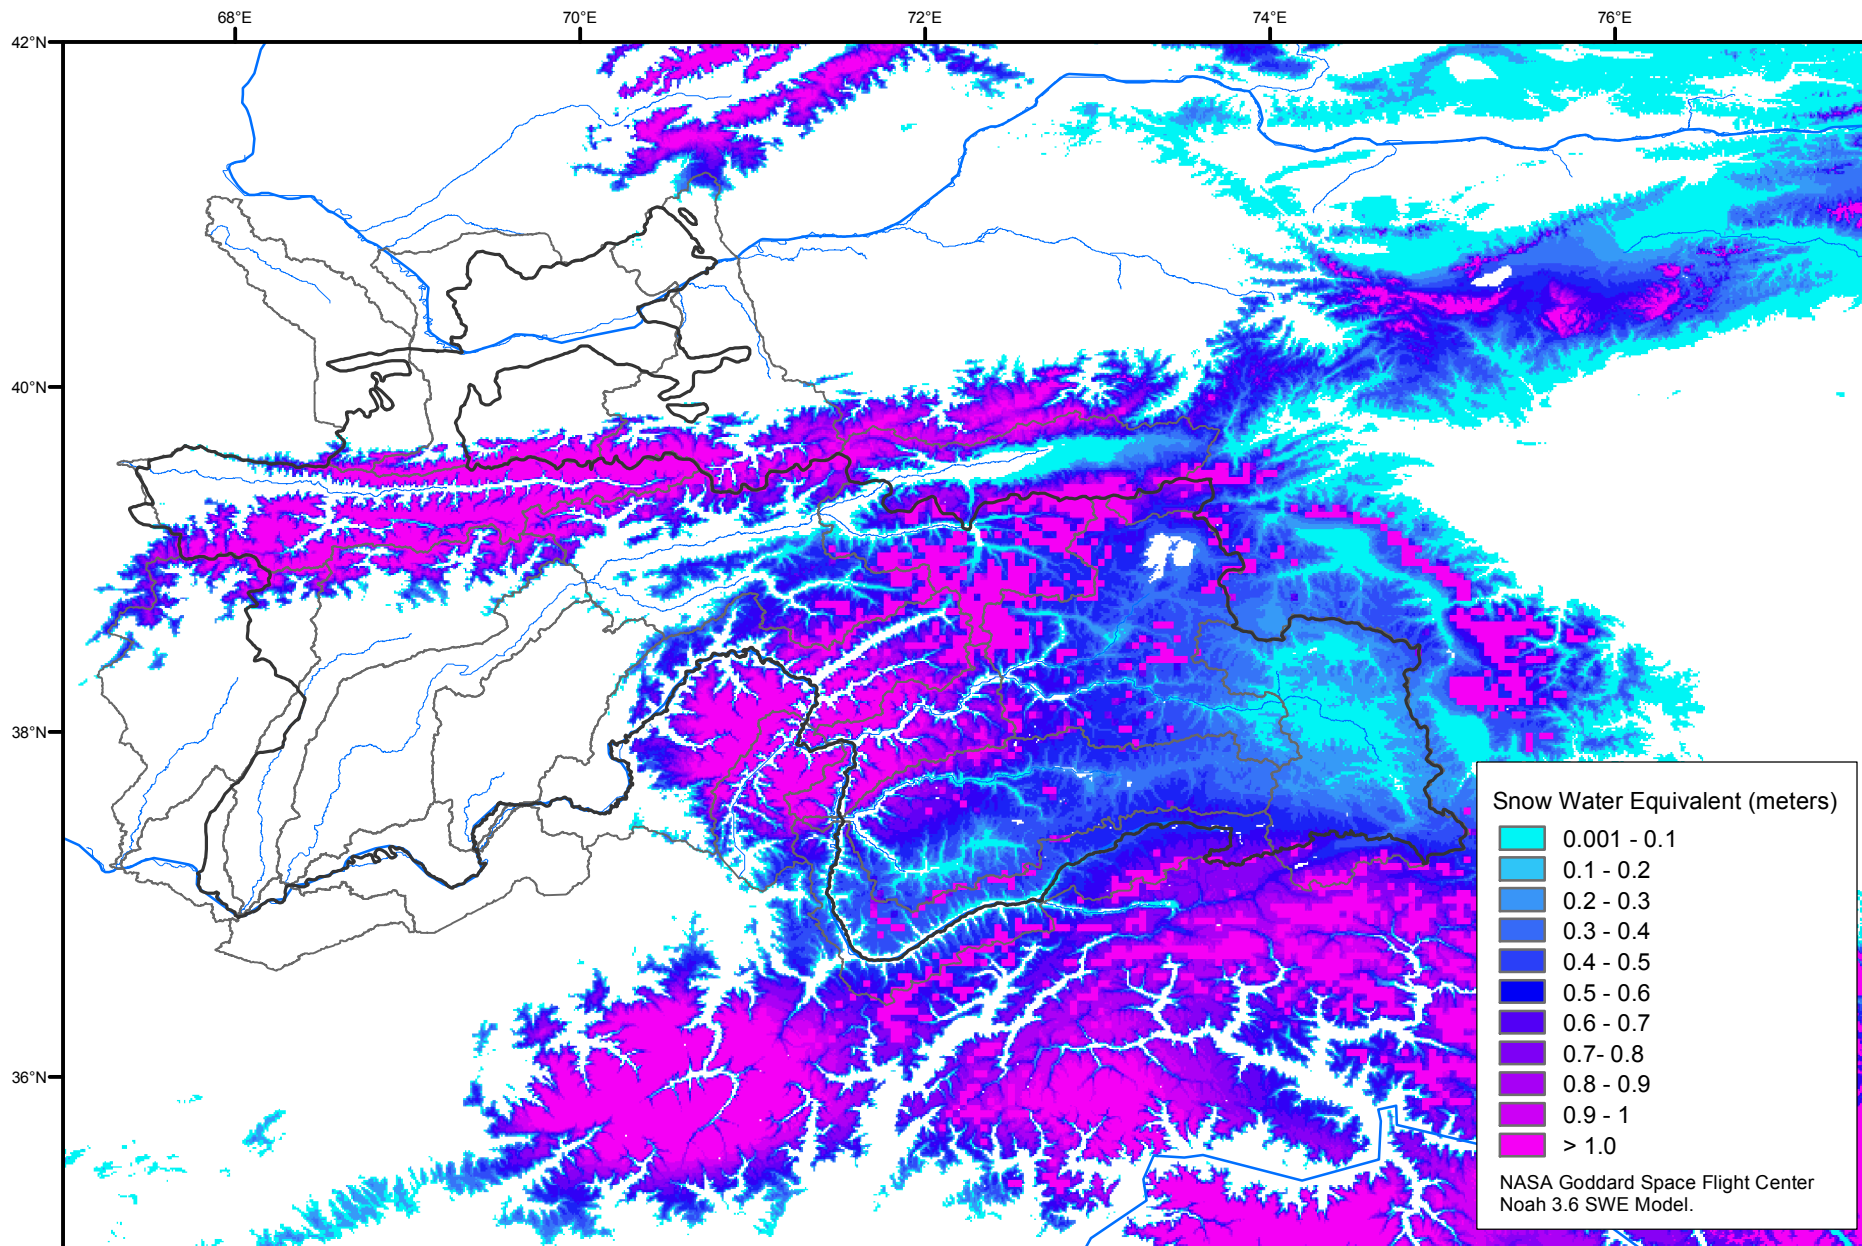 68°E
70°E
72°E
74°E
76°E
42°N
40°N
38°N
36°N
Snow Water Equivalent (meters)
0.001 - 0.1
0.1 - 0.2
0.2 - 0.3
0.3 - 0.4
0.4 - 0.5
0.5 - 0.6
0.6 - 0.7
0.7- 0.8
0.8 - 0.9
0.9 - 1
> 1.0
NASA Goddard Space Flight Center
Noah 3.6 SWE Model.